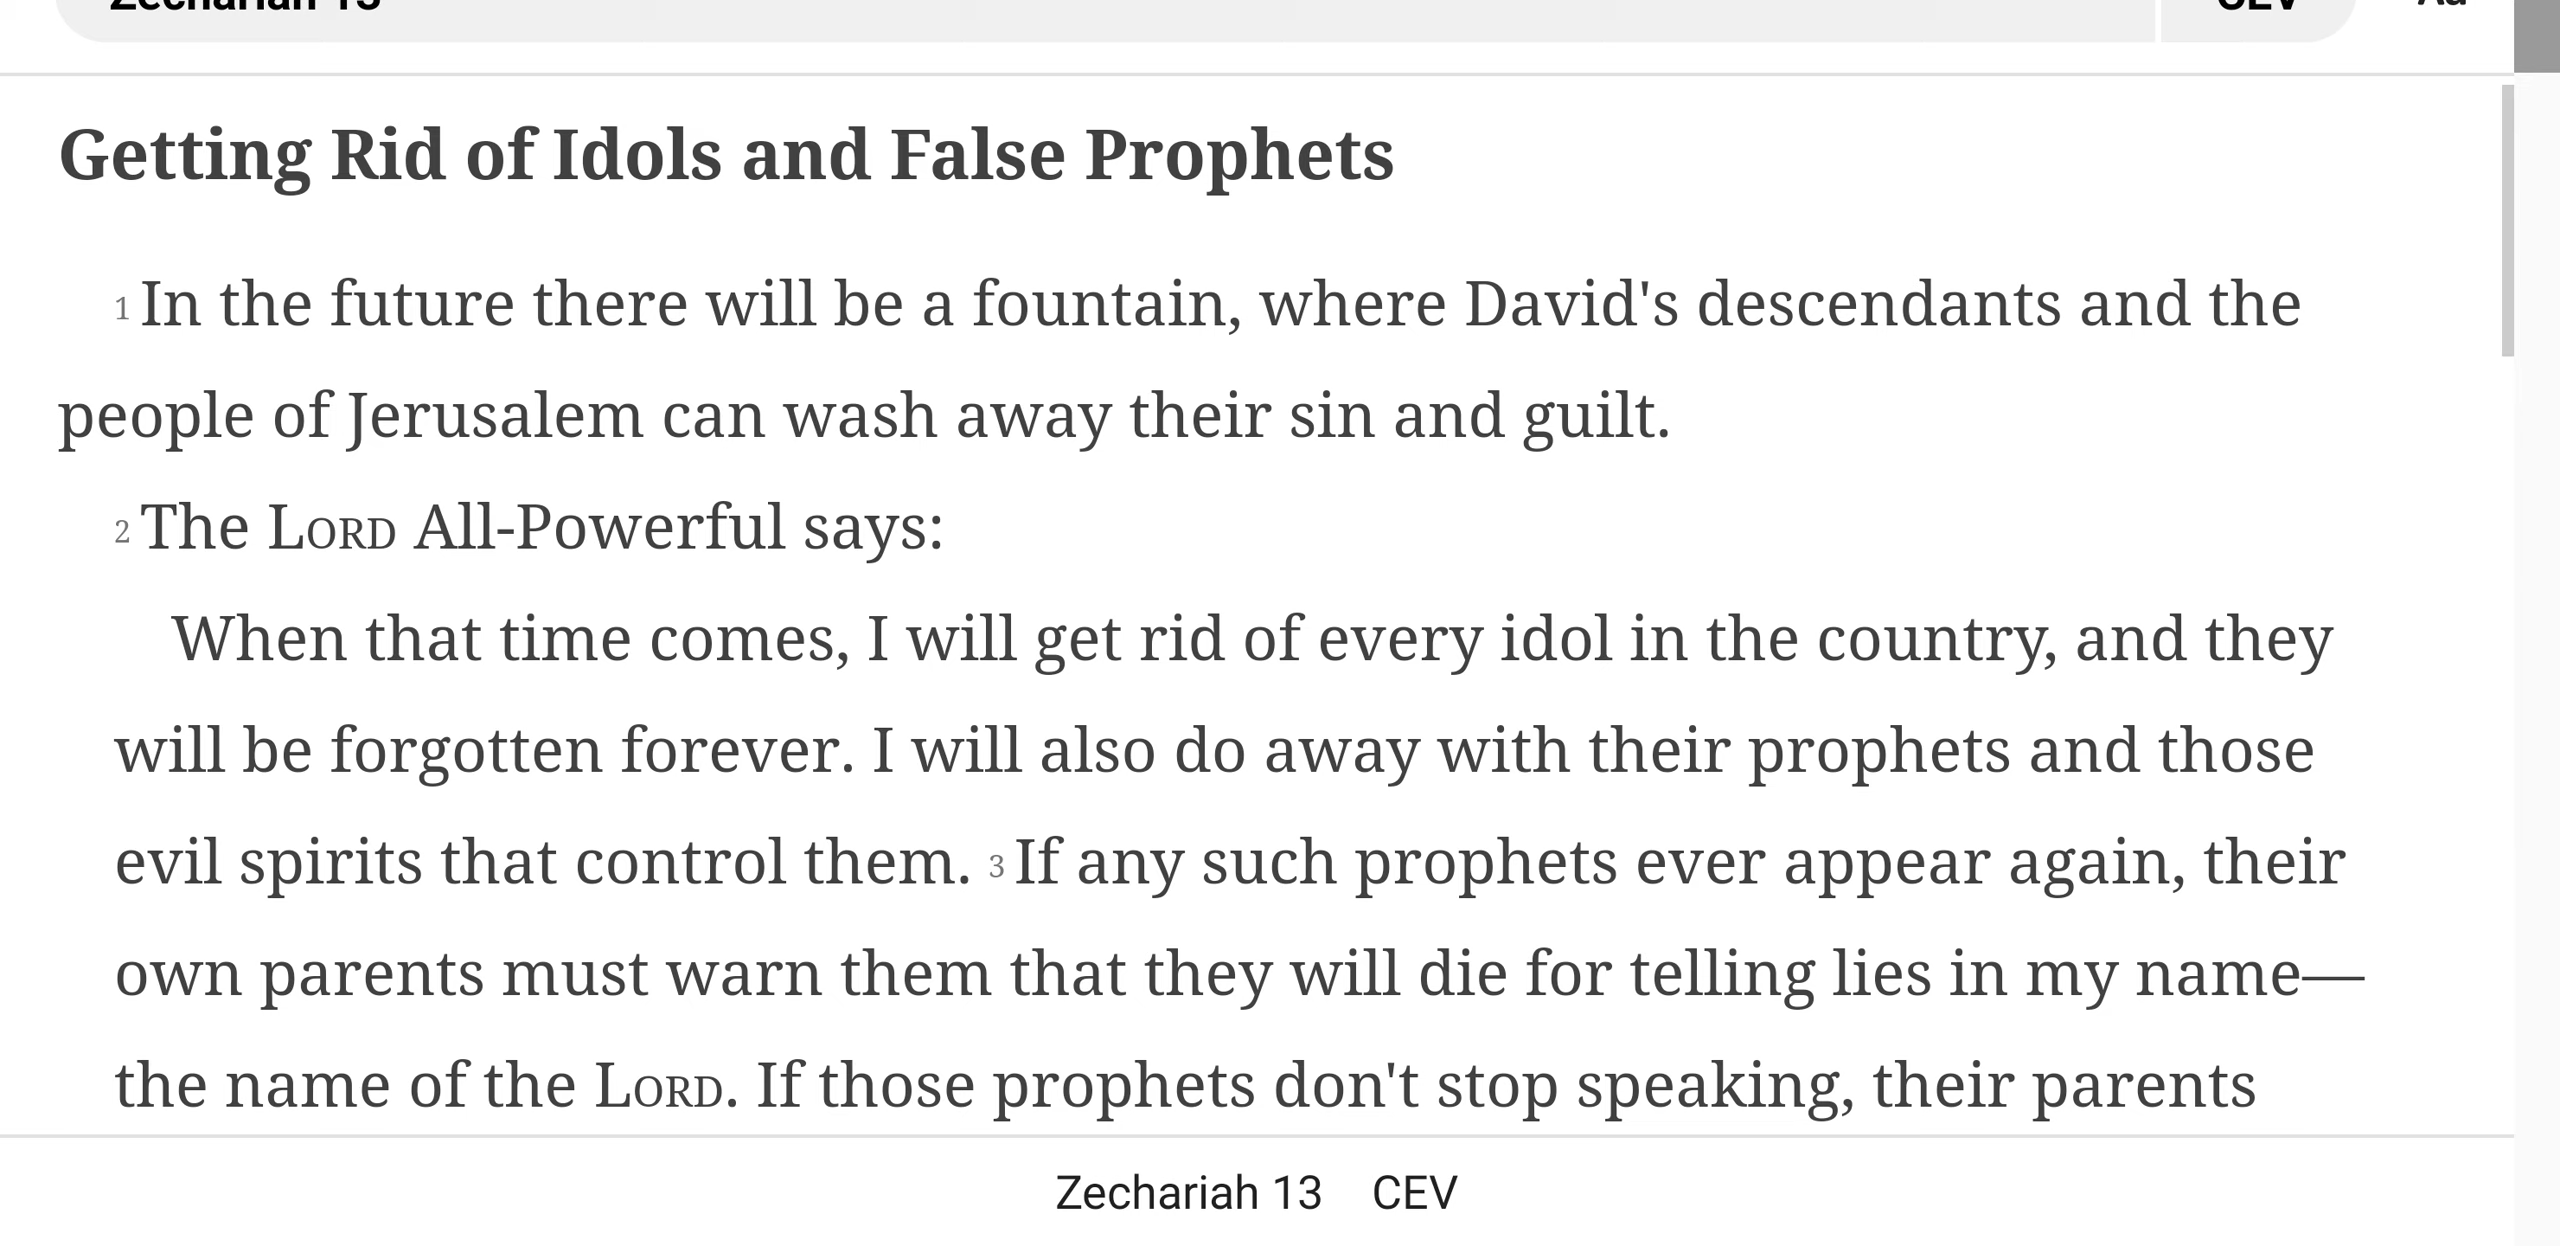 Zechariah 13 CEV Aa
Getting Rid of Idols and False Prophets
1 In the future there will be a fountain, where David's descendants and the
people of Jerusalem can wash away their sin and guilt.
2 The LORD All-Powerful says:
When that time comes, I will get rid of every idol in the country, and they
will be forgotten forever. I will also do away with their prophets and those
evil spirits that control them. 3 If any such prophets ever appear again, their
own parents must warn them that they will die for telling lies in my name—
the name of the LORD. If those prophets don't stop speaking, their parents
Zechariah 13 CEV